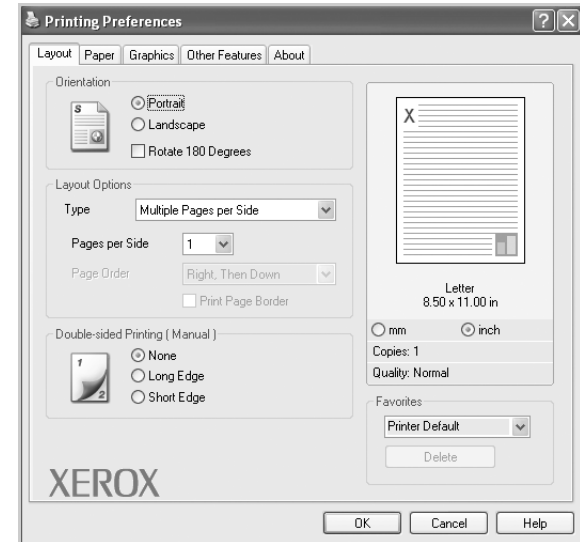 Printing Preferences
Layout Paper Graphics Other Features About
Orientation
S
Portrait
Landscape
Rotate 180 Degrees
Layout Options
Type Multiple Pages per Side
Pages per Side 1
Page Order Right, Then Down
Print Page Border
Double-sided Printing ( Manual )
1
2
None
Long Edge
Short Edge
XEROX
X
Letter
8.50 x 11.00 in
mm inch
Copies: 1
Quality: Normal
Favorites
Printer Default
Delete
OK Cancel Help